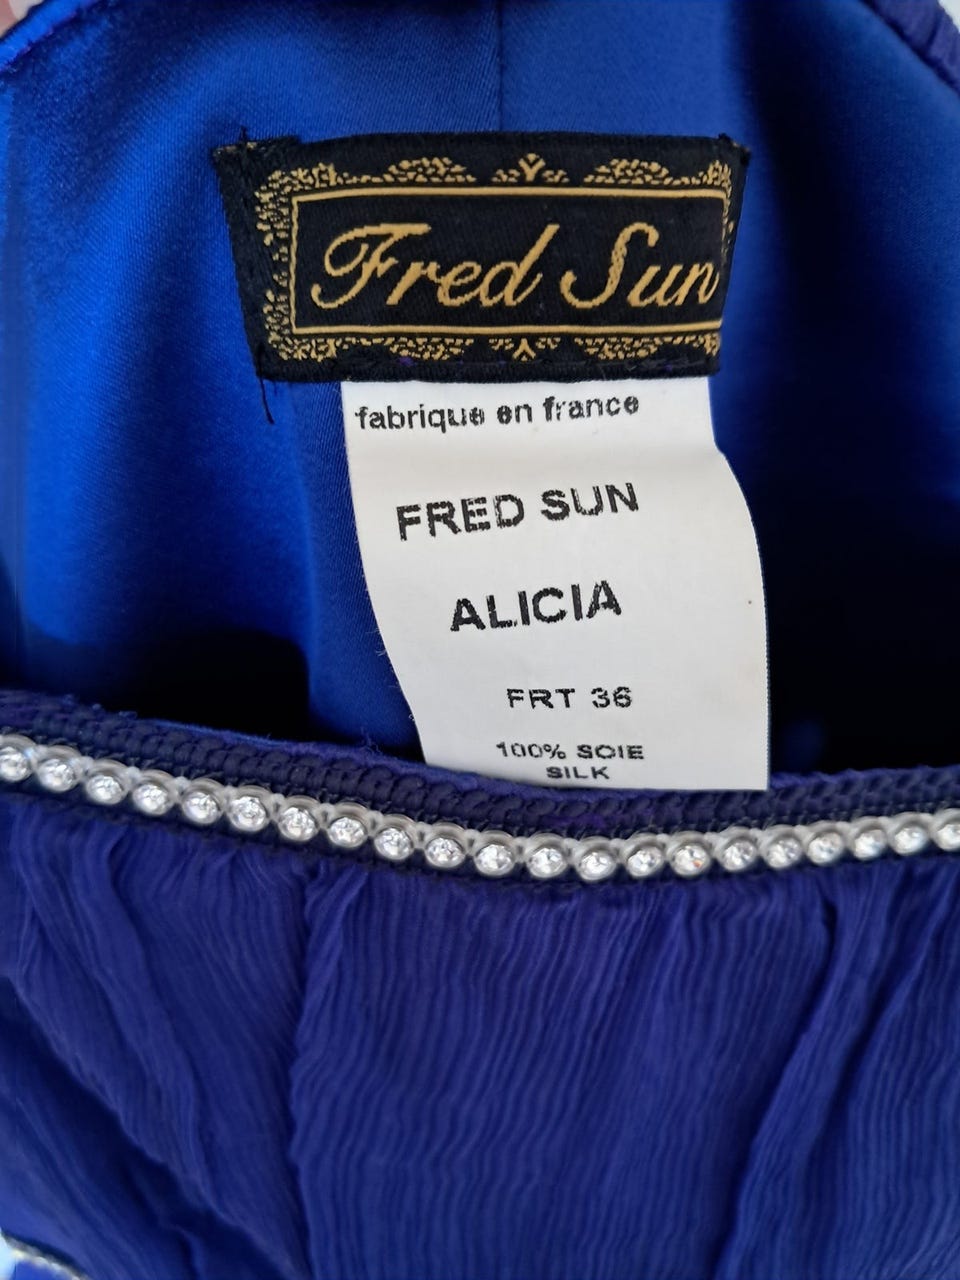 Fred Sun
fabrique en france
FRED SUN
ALICIA
FRT 36
100% SOIE
SILK